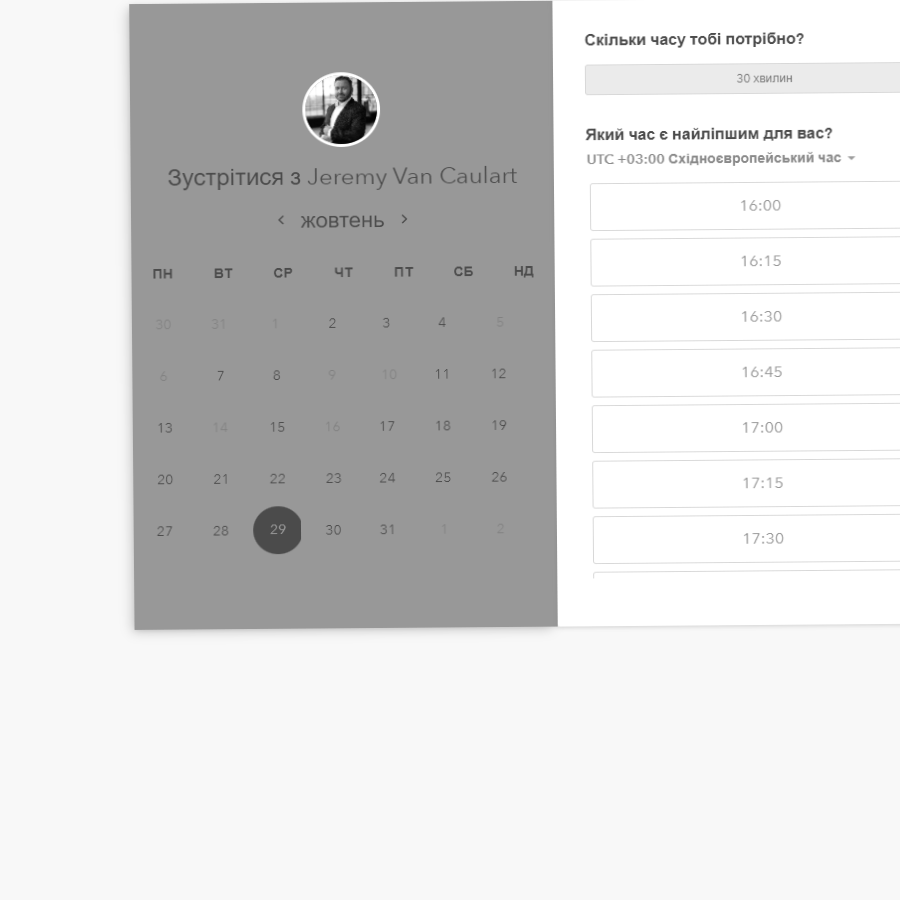 Зустрітися з Jeremy Van Caulart
жовтень
ПН ВТ СР ЧТ ПТ СБ НД
30 31 1 2 3 4 5
6 7 8 9 10 11 12
13 14 15 16 17 18 19
20 21 22 23 24 25 26
27 28 29 30 31 1 2
Скільки часу тобі потрібно?
30 хвилин
Який час є найліпшим для вас?
UTC +03:00 Східноєвропейський час
16:00
16:15
16:30
16:45
17:00
17:15
17:30